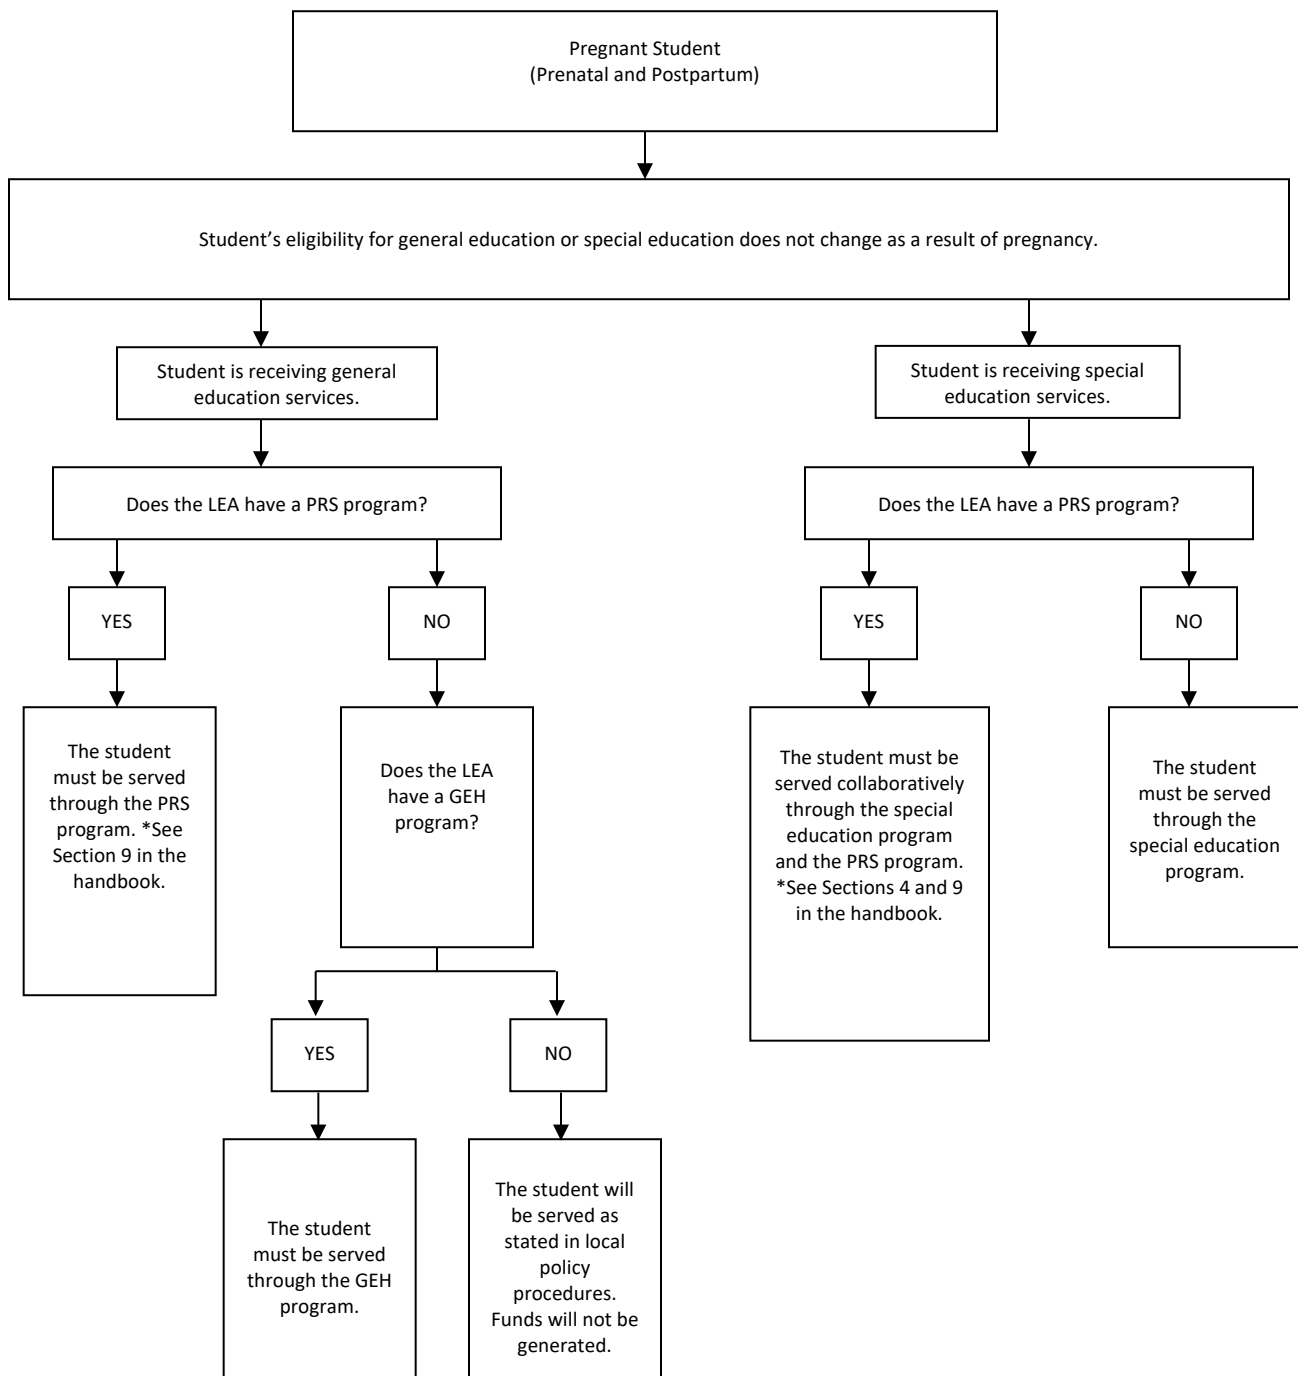 Pregnant Student
(Prenatal and Postpartum)
Student’s eligibility for general education or special education does not change as a result of pregnancy.
Student is receiving general
education services.
Student is receiving special
education services.
Does the LEA have a PRS program?
Does the LEA have a PRS program?
YES
NO
YES
NO
The student
must be served
through the PRS
program. *See
Section 9 in the
handbook.
Does the LEA
have a GEH
program?
The student must be
served collaboratively
through the special
education program
and the PRS program.
*See Sections 4 and 9
in the handbook.
The student
must be served
through the
special education
program.
YES
NO
The student
must be served
through the GEH
program.
The student will
be served as
stated in local
policy
procedures.
Funds will not be
generated.